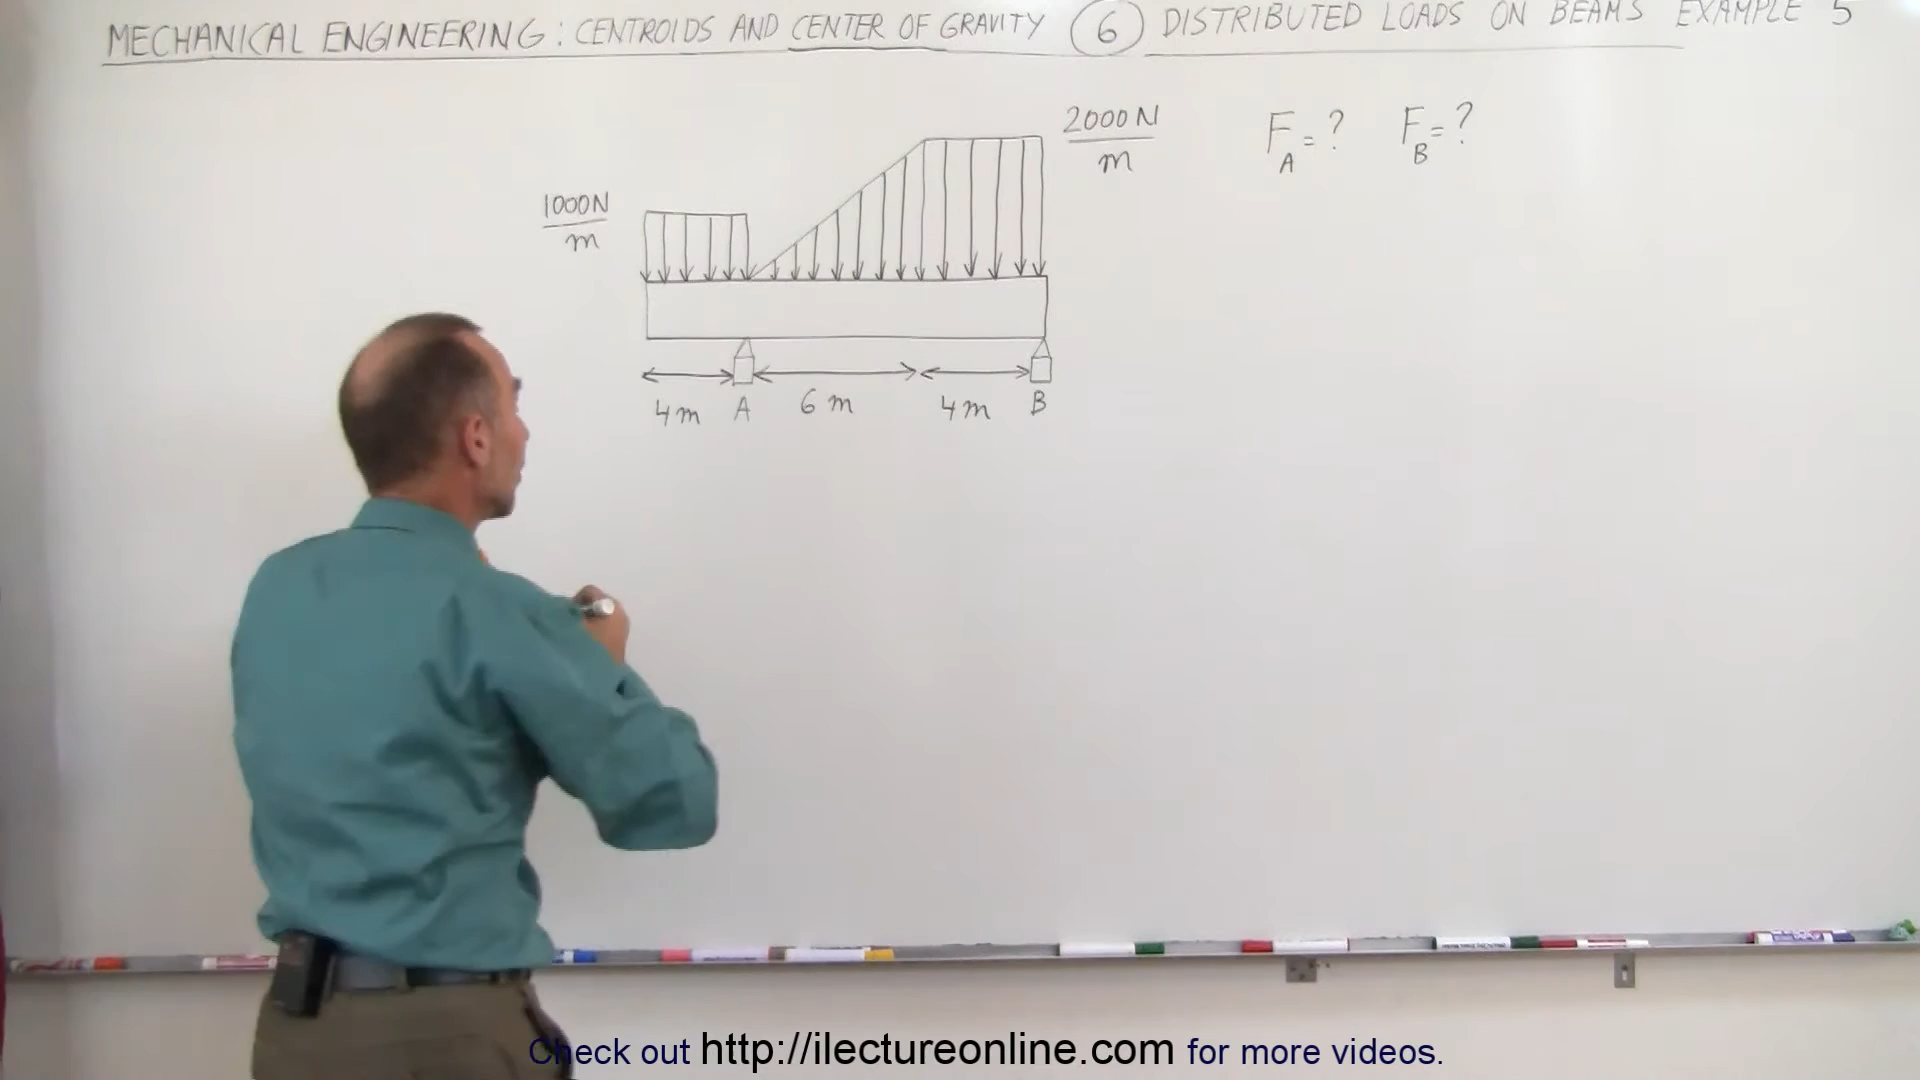 MECHANICAL ENGINEERING: CENTROIDS AND CENTER OF GRAVITY 6 DISTRIBUTED LOADS ON BEAMS EXAMPLE 5
2000 N
m
F_A = ? F_B = ?
1000 N
m
4 m A 6 m 4 m B
Check out http://ilectureonline.com for more videos.